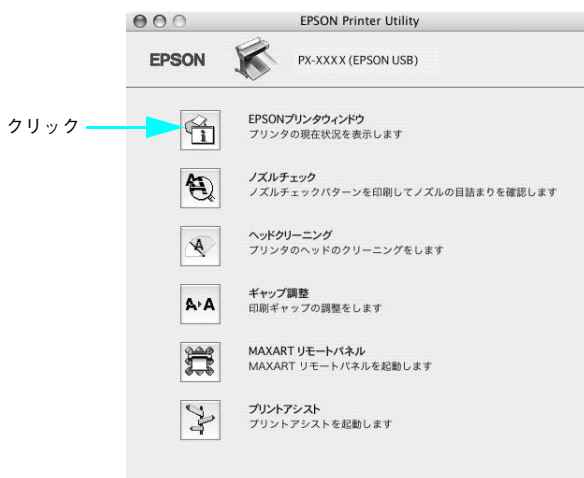 EPSON Printer Utility
EPSON
PX-XXXX (EPSON USB)
クリック
EPSONプリンタウィンドウ
プリンタの現在状況を表示します
ノズルチェック
ノズルチェックパターンを印刷してノズルの目詰まりを確認します
ヘッドクリーニング
プリンタのヘッドのクリーニングをします
ギャップ調整
印刷ギャップの調整をします
MAXART リモートパネル
MAXART リモートパネルを起動します
プリントアシスト
プリントアシストを起動します